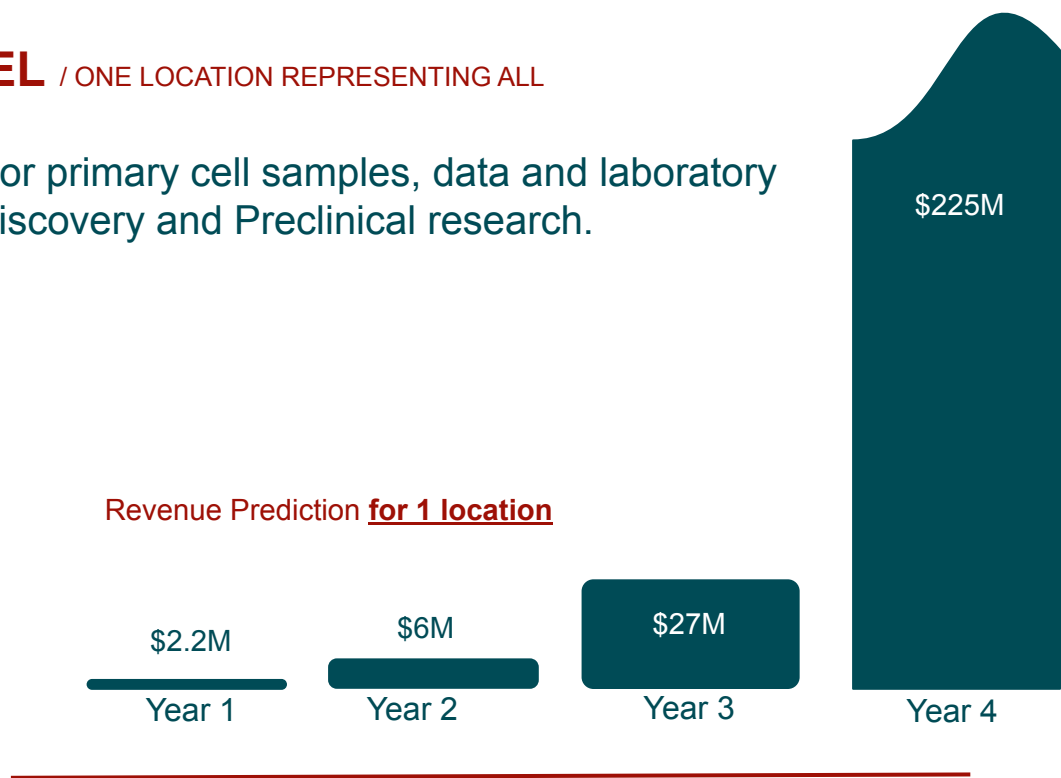 EL / ONE LOCATION REPRESENTING ALL
or primary cell samples, data and laboratory
iscovery and Preclinical research.
$225M
Revenue Prediction for 1 location
$2.2M
$6M
$27M
Year 1
Year 2
Year 3
Year 4